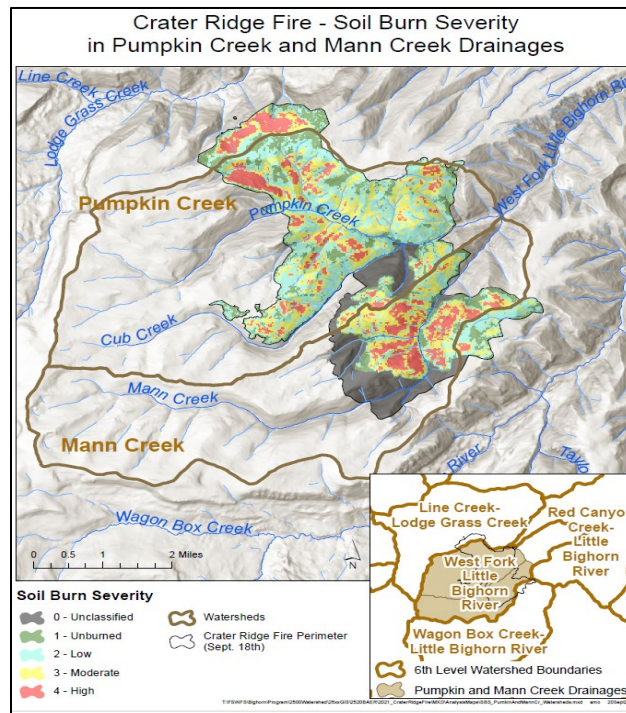 Crater Ridge Fire - Soil Burn Severity
in Pumpkin Creek and Mann Creek Drainages
Line Creek
Lodge Grass Creek
West Fork Little Bighorn Riv
Pumpkin Creek
Pumpkin Creek
Cub Creek
Mann Creek
Mann Creek
River
Taylo
Wagon Box Creek
0 0.5 1 2 Miles
N
Line Creek-
Lodge Grass Creek
Red Canyo
Creek-
Little
Bighorn
River
West Fork
Little
Bighorn
River
Wagon Box Creek-
Little Bighorn River
6th Level Watershed Boundaries
Pumpkin and Mann Creek Drainages
Soil Burn Severity
0 - Unclassified
1 - Unburned
2 - Low
3 - Moderate
4 - High
Watersheds
Crater Ridge Fire Perimeter
(Sept. 18th)